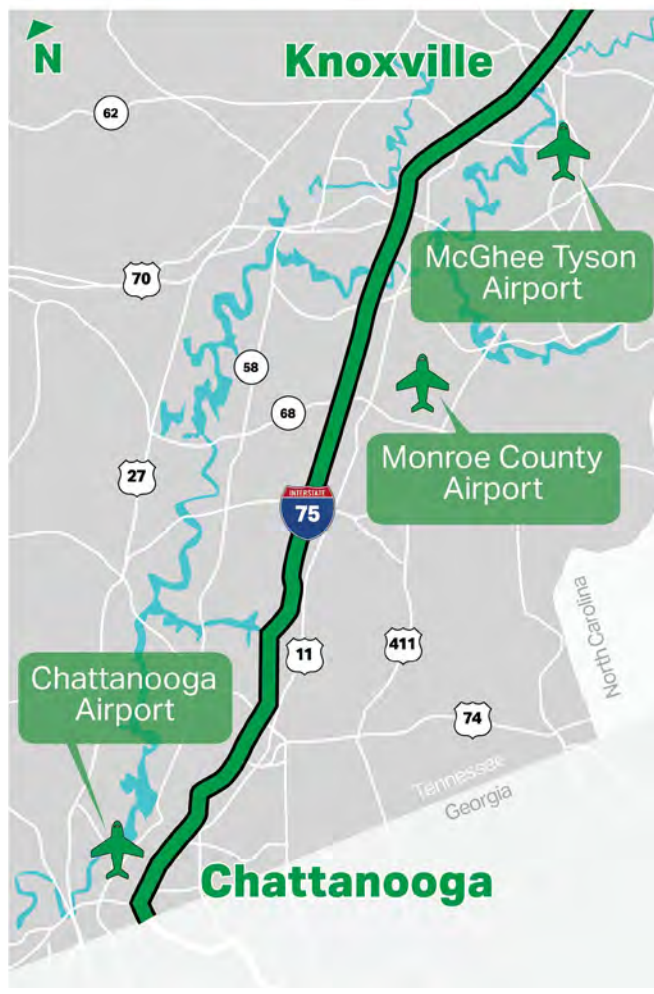 N
Knoxville
62
McGhee Tyson
Airport
70
58
68
Monroe County
Airport
27
INTERSTATE
75
North Carolina
11
411
Chattanooga
Airport
74
Tennessee
Georgia
Chattanooga